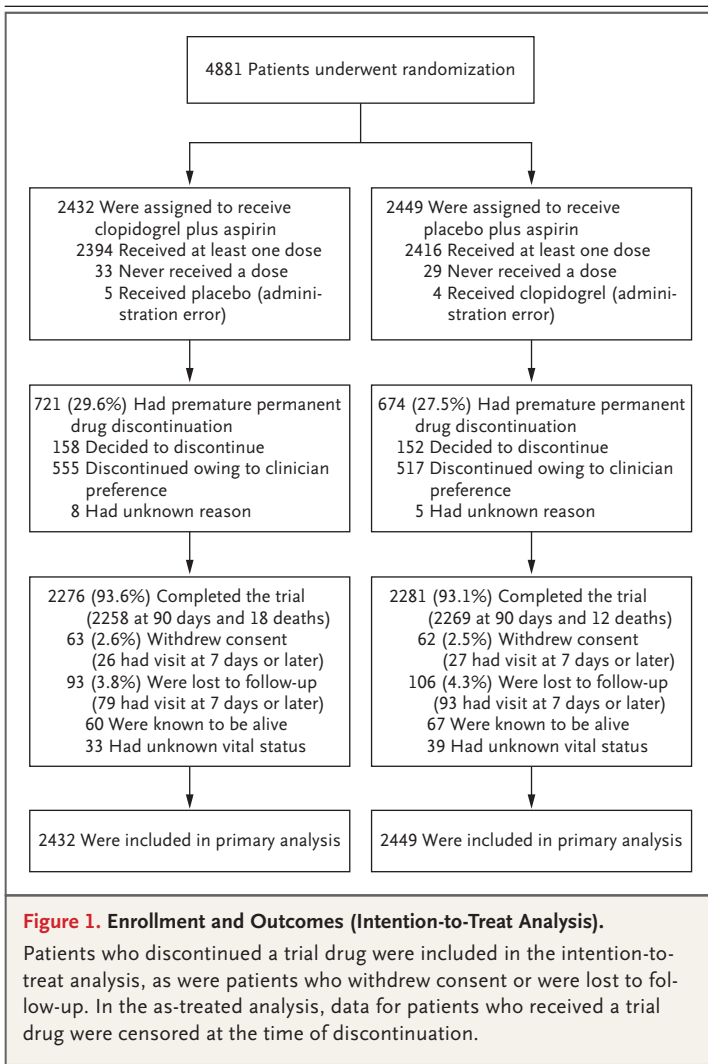 4881 Patients underwent randomization
2432 Were assigned to receive
clopidogrel plus aspirin
2394 Received at least one dose
33 Never received a dose
5 Received placebo (admini-
stration error)
2449 Were assigned to receive
placebo plus aspirin
2416 Received at least one dose
29 Never received a dose
4 Received clopidogrel (admin-
istration error)
721 (29.6%) Had premature permanent
drug discontinuation
158 Decided to discontinue
555 Discontinued owing to clinician
preference
8 Had unknown reason
674 (27.5%) Had premature permanent
drug discontinuation
152 Decided to discontinue
517 Discontinued owing to clinician
preference
5 Had unknown reason
2276 (93.6%) Completed the trial
(2258 at 90 days and 18 deaths)
63 (2.6%) Withdrew consent
(26 had visit at 7 days or later)
93 (3.8%) Were lost to follow-up
(79 had visit at 7 days or later)
60 Were known to be alive
33 Had unknown vital status
2281 (93.1%) Completed the trial
(2269 at 90 days and 12 deaths)
62 (2.5%) Withdrew consent
(27 had visit at 7 days or later)
106 (4.3%) Were lost to follow-up
(93 had visit at 7 days or later)
67 Were known to be alive
39 Had unknown vital status
2432 Were included in primary analysis
2449 Were included in primary analysis
Figure 1. Enrollment and Outcomes (Intention-to-Treat Analysis).
Patients who discontinued a trial drug were included in the intention-to-
treat analysis, as were patients who withdrew consent or were lost to fol-
low-up. In the as-treated analysis, data for patients who received a trial
drug were censored at the time of discontinuation.